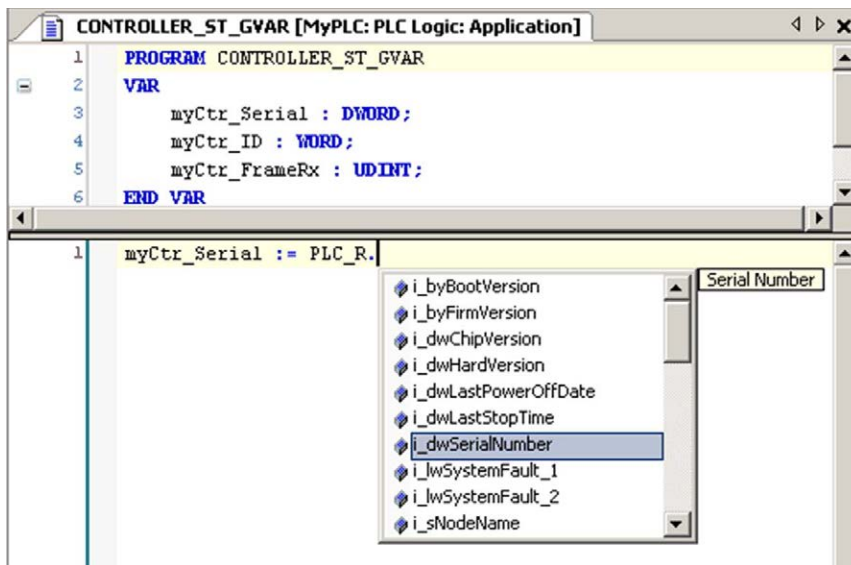 CONTROLLER_ST_GVAR [MyPLC: PLC Logic: Application]
1 PROGRAM CONTROLLER_ST_GVAR
2 VAR
3 myCtr_Serial : DWORD;
4 myCtr_ID : WORD;
5 myCtr_FrameRx : UDINT;
6 END_VAR
1 myCtr_Serial := PLC_R.
i_byBootVersion
Serial Number
i_byFirmVersion
i_dwChipVersion
i_dwHardVersion
i_dwLastPowerOffDate
i_dwLastStopTime
i_dwSerialNumber
i_lwSystemFault_1
i_lwSystemFault_2
i_sNodeName